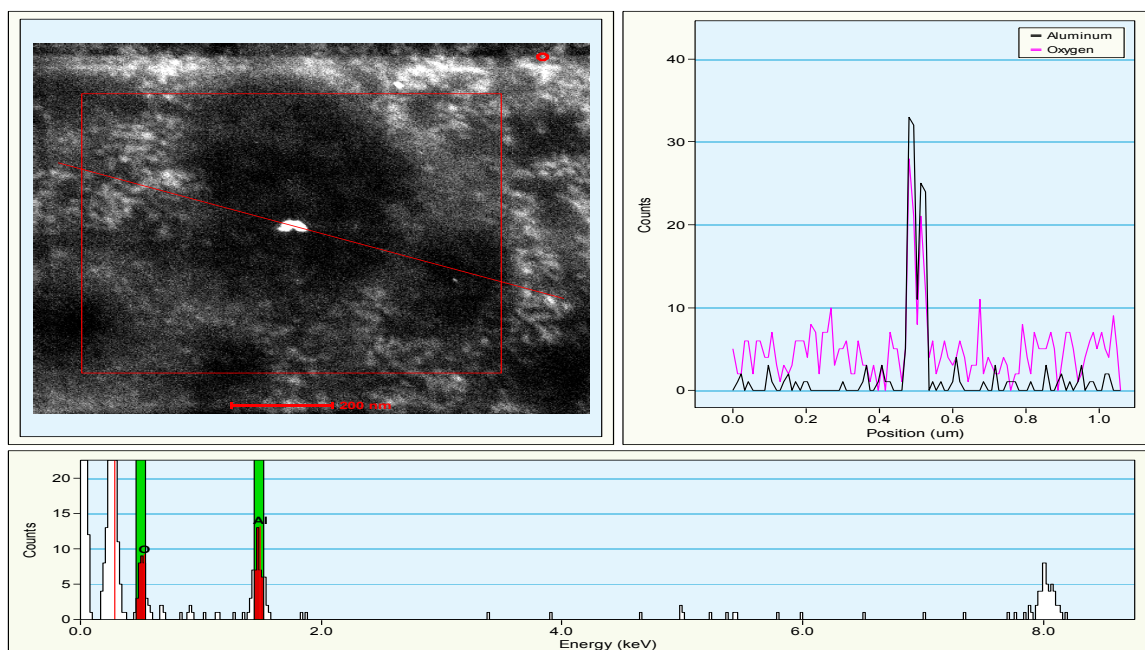 O
200 nm
Aluminum
Oxygen
40
30
20
10
0
Counts
0.0 0.2 0.4 0.6 0.8 1.0
Position (um)
20
15
10
5
0
Counts
O
Al
0.0 2.0 4.0 6.0 8.0
Energy (keV)